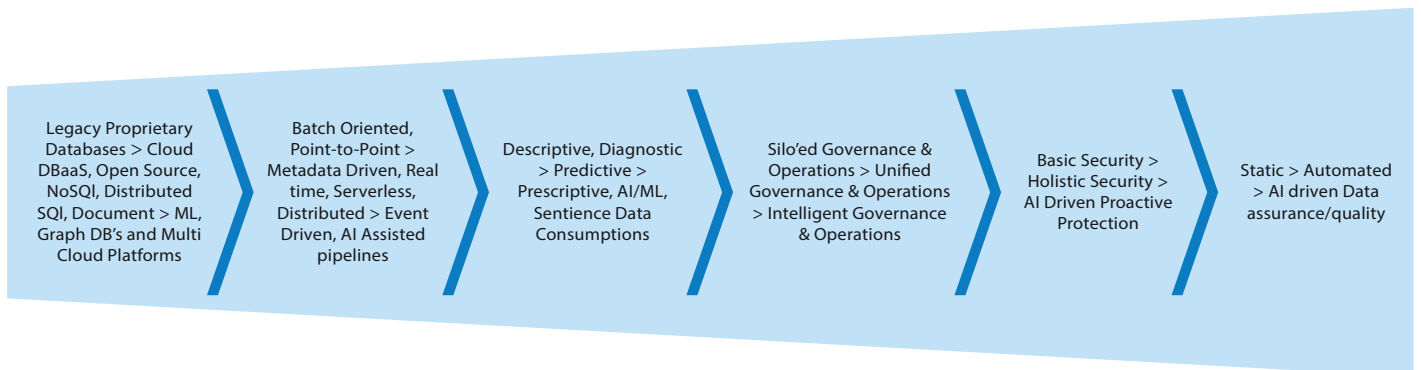 Legacy Proprietary
Databases > Cloud
DBaaS, Open Source,
NoSQl, Distributed
SQl, Document > ML,
Graph DB's and Multi
Cloud Platforms
Batch Oriented,
Point-to-Point >
Metadata Driven, Real
time, Serverless,
Distributed > Event
Driven, AI Assisted
pipelines
Descriptive, Diagnostic
> Predictive >
Prescriptive, AI/ML,
Sentience Data
Consumptions
Silo'ed Governance &
Operations > Unified
Governance & Operations
> Intelligent Governance
& Operations
Basic Security >
Holistic Security >
AI Driven Proactive
Protection
Static > Automated
> AI driven Data
assurance/quality